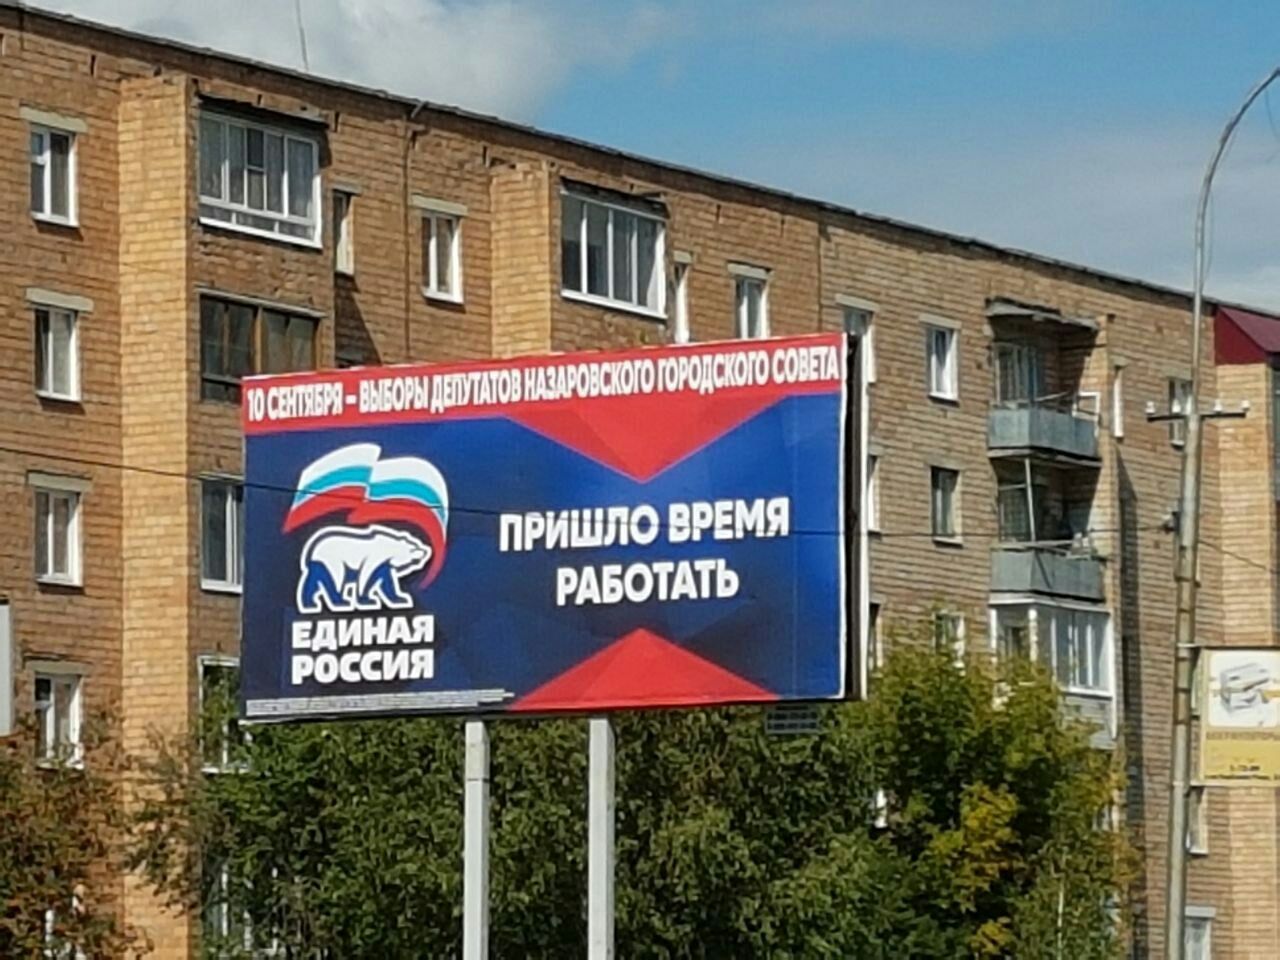 10 СЕНТЯБРЯ – ВЫБОРЫ ДЕПУТАТОВ НАЗАРОВСКОГО ГОРОДСКОГО СОВЕТА
ПРИШЛО ВРЕМЯ
РАБОТАТЬ
ЕДИНАЯ
РОССИЯ